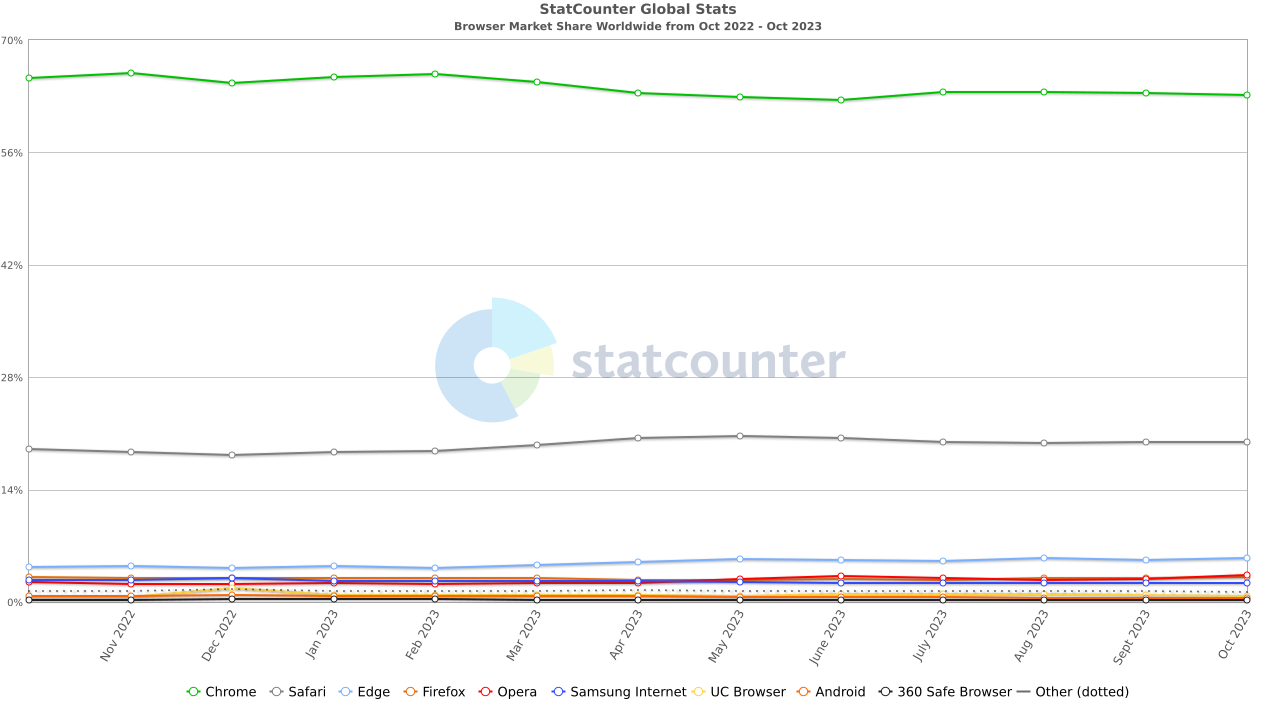 StatCounter Global Stats
Browser Market Share Worldwide from Oct 2022 - Oct 2023
70%
56%
42%
statcounter
28%
14%
0%
Nov 2022
Dec 2022
Jan 2023
Feb 2023
Mar 2023
Apr 2023
May 2023
June 2023
July 2023
Aug 2023
Sept 2023
Oct 2023
Chrome Safari Edge Firefox Opera Samsung Internet UC Browser Android 360 Safe Browser Other (dotted)